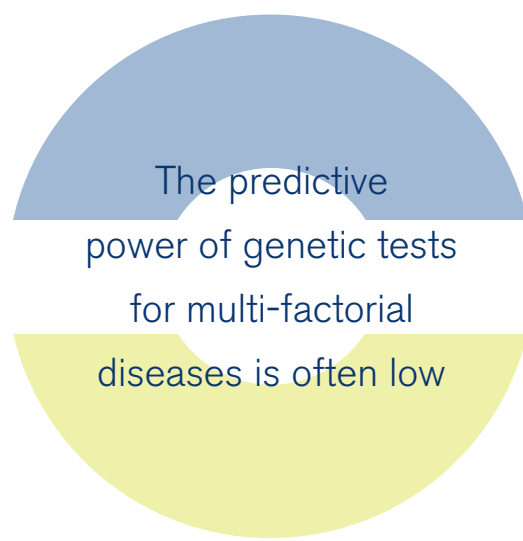 The predictive
power of genetic tests
for multi-factorial
diseases is often low